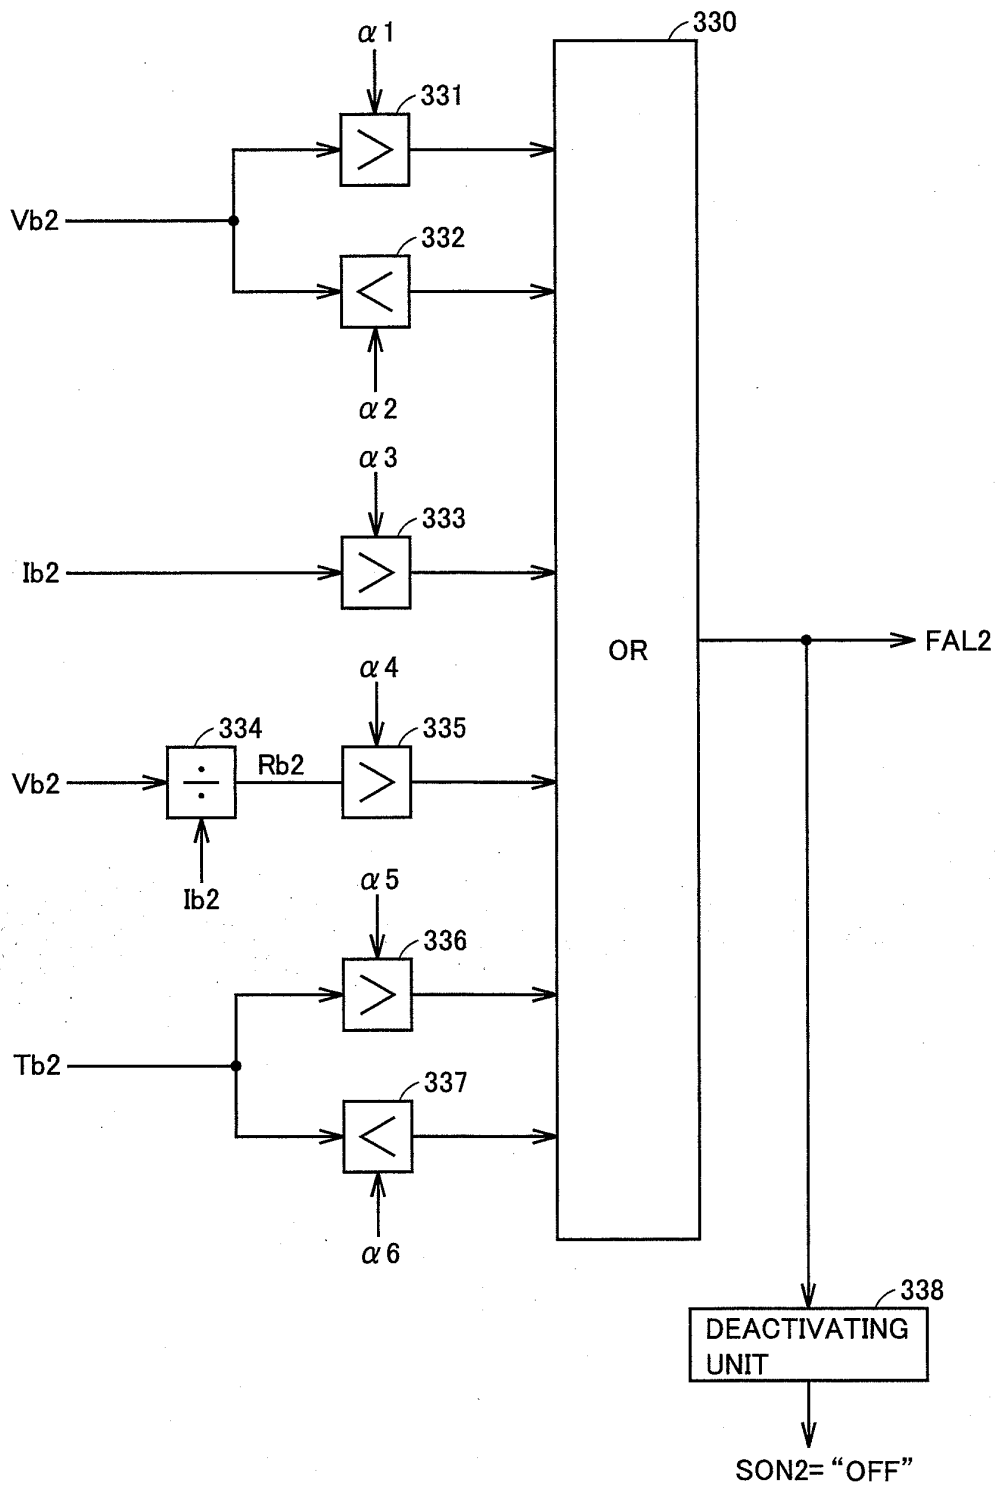 330
α1
331
>
Vb2
332
<
α2
α3
333
>
Ib2
OR
FAL2
α4
334
335
Vb2
÷
Rb2
>
Ib2
α5
336
>
Tb2
337
<
α6
338
DEACTIVATING
UNIT
SON2= “OFF”